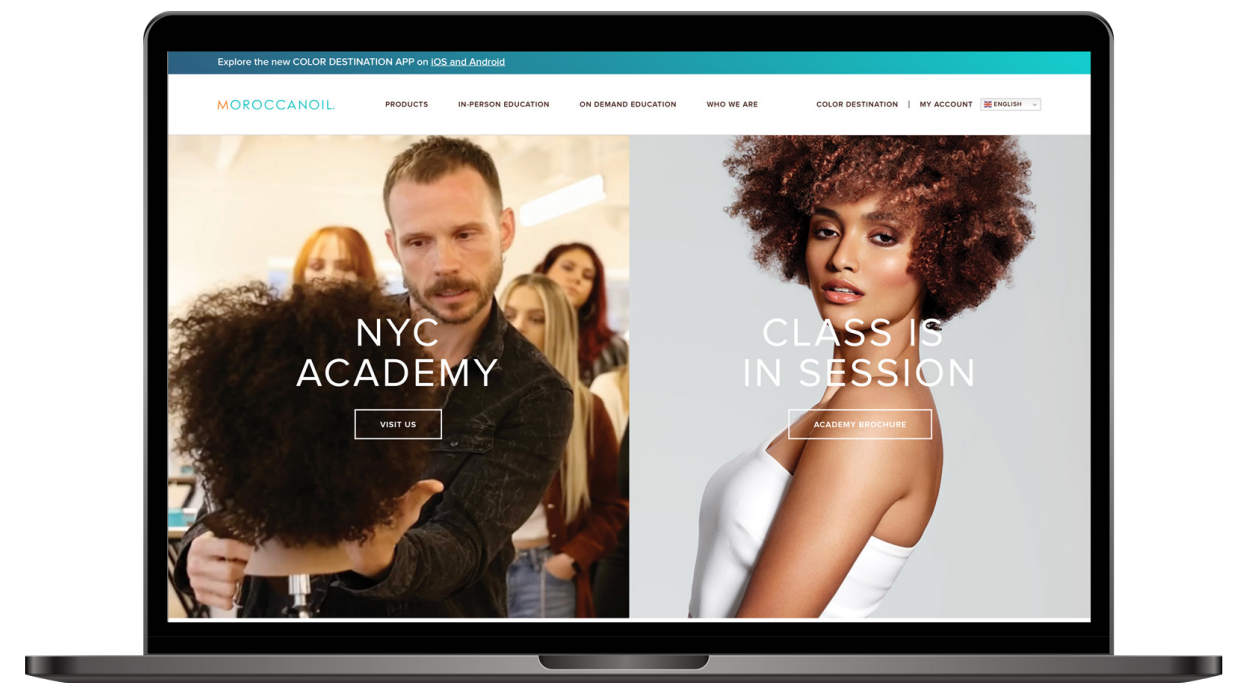 Explore the new COLOR DESTINATION APP on iOS and Android
MOROCCANOIL.
PRODUCTS
IN-PERSON EDUCATION
ON DEMAND EDUCATION
WHO WE ARE
COLOR DESTINATION | MY ACCOUNT
ENGLISH
NYC
ACADEMY
VISIT US
CLASS IS
IN SESSION
ACADEMY BROCHURE